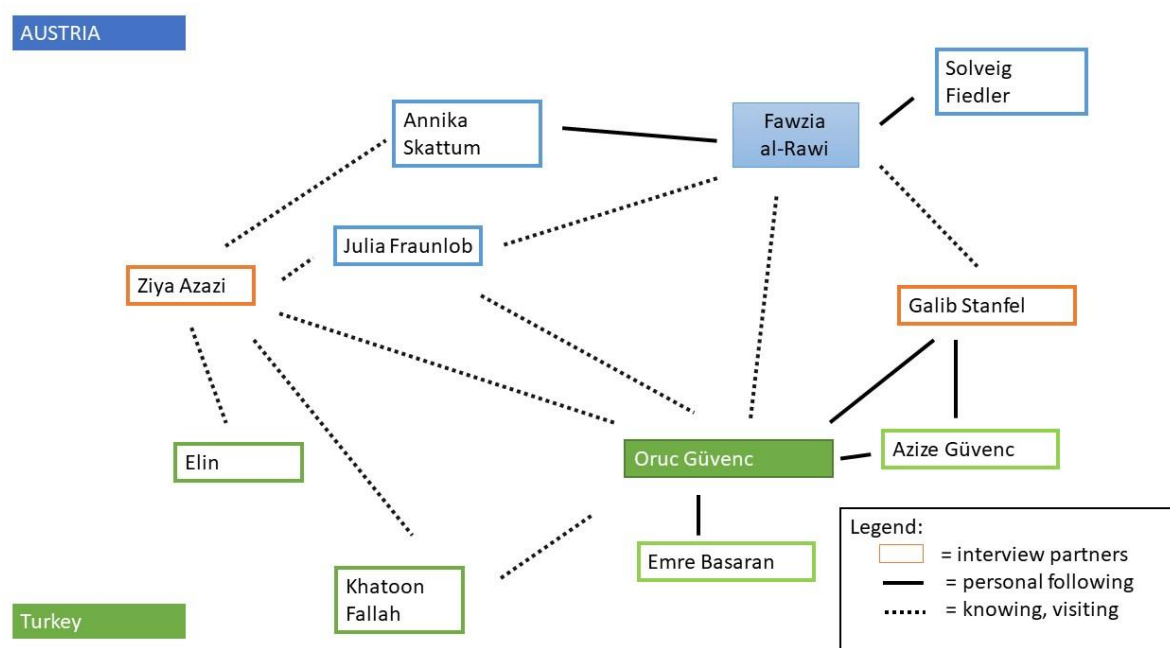 AUSTRIA
Solveig
Fiedler
Annika
Skattum
Fawzia
al-Rawi
Julia Fraunlob
Ziya Azazi
Galib Stanfel
Elin
Oruc Güvenc
Azize Güvenc
Emre Basaran
Khatoon
Fallah
Turkey
Legend:
= interview partners
= personal following
= knowing, visiting